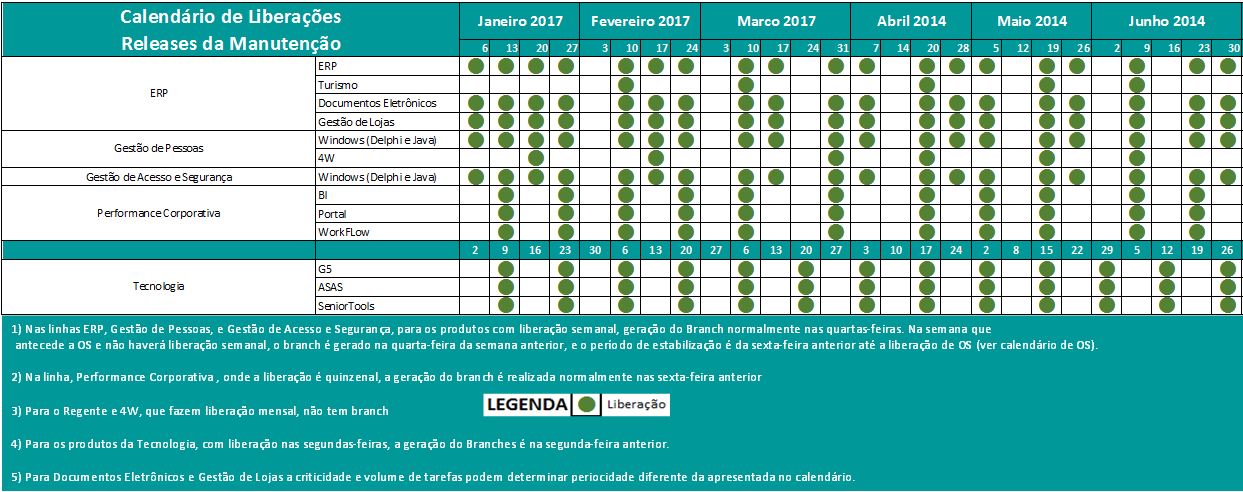 Calendário de Liberações
Releases da Manutenção
Janeiro 2017 Fevereiro 2017 Marco 2017 Abril 2014 Maio 2014 Junho 2014
6 13 20 27 3 10 17 24 3 10 17 24 31 7 14 20 28 5 12 19 26 2 9 16 23 30
ERP
ERP
Turismo
Documentos Eletrônicos
Gestão de Lojas
Gestão de Pessoas
Windows (Delphi e Java)
4W
Gestão de Acesso e Segurança Windows (Delphi e Java)
Performance Corporativa
BI
Portal
WorkFLow
2 9 16 23 30 6 13 20 27 6 13 20 27 3 10 17 24 2 8 15 22 29 5 12 19 26
Tecnologia
G5
ASAS
SeniorTools
1) Nas linhas ERP, Gestão de Pessoas, e Gestão de Acesso e Segurança, para os produtos com liberação semanal, geração do Branch normalmente nas quartas-feiras. Na semana que
antecede a OS e não haverá liberação semanal, o branch é gerado na quarta-feira da semana anterior, e o período de estabilização é da sexta-feira anterior até a liberação de OS (ver calendário de OS).
2) Na linha, Performance Corporativa , onde a liberação é quinzenal, a geração do branch é realizada normalmente nas sexta-feira anterior
3) Para o Regente e 4W, que fazem liberação mensal, não tem branch
LEGENDA Liberação
4) Para os produtos da Tecnologia, com liberação nas segundas-feiras, a geração do Branches é na segunda-feira anterior.
5) Para Documentos Eletrônicos e Gestão de Lojas a criticidade e volume de tarefas podem determinar periocidade diferente da apresentada no calendário.